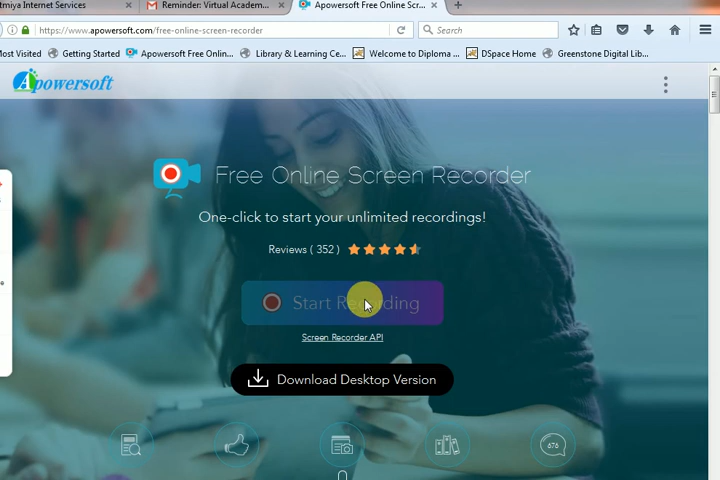 tmiya Internet Services
Reminder: Virtual Academ...
Apowersoft Free Online Scr...
https://www.apowersoft.com/free-online-screen-recorder
Search
Most Visited
Getting Started
Apowersoft Free Onlin...
Library & Learning Ce...
Welcome to Diploma ...
DSpace Home
Greenstone Digital Lib...
Apowersoft
Free Online Screen Recorder
One-click to start your unlimited recordings!
Reviews ( 352 )
Start Recording
Screen Recorder API
Download Desktop Version
676